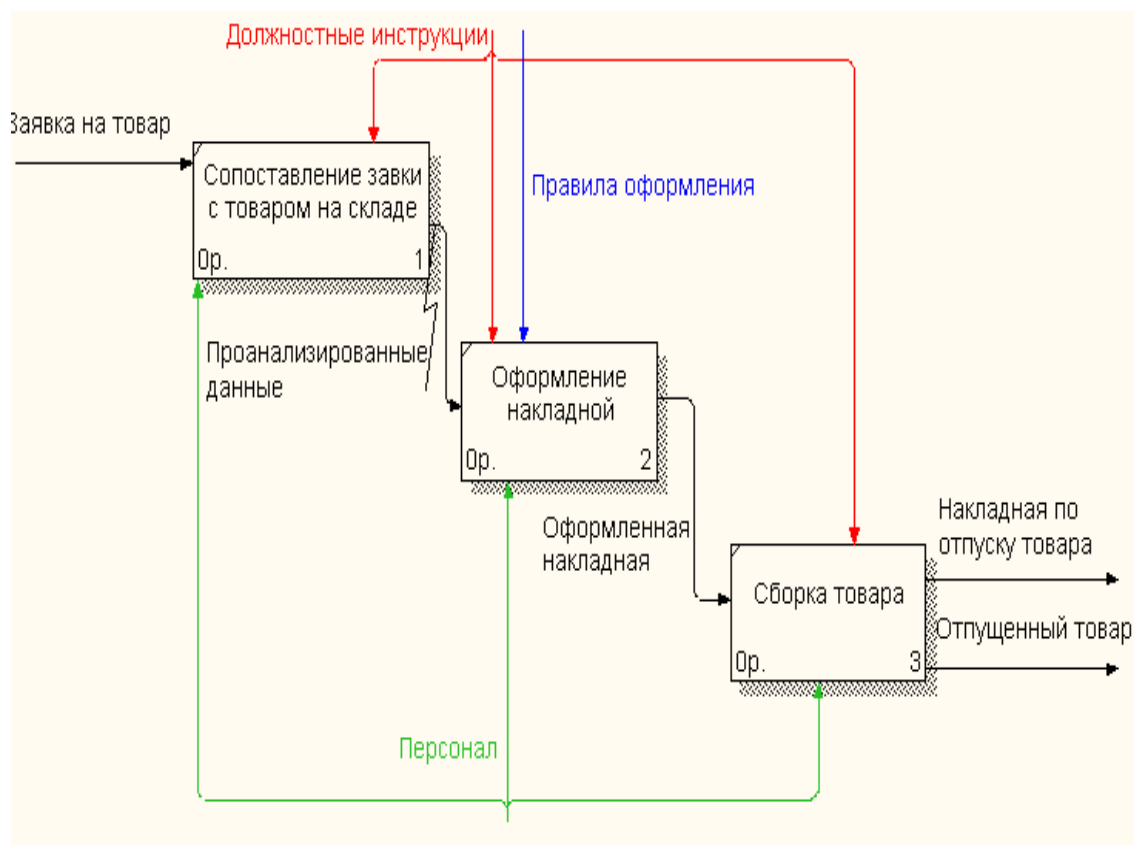 Должностные инструкции
Заявка на товар
Сопоставление завки
с товаром на складе
0р. 1
Правила оформления
Проанализированные
данные
Оформление
накладной
0р. 2
Оформленная
накладная
Накладная по
отпуску товара
Сборка товара
0р. 3
Отпущенный товар
Персонал